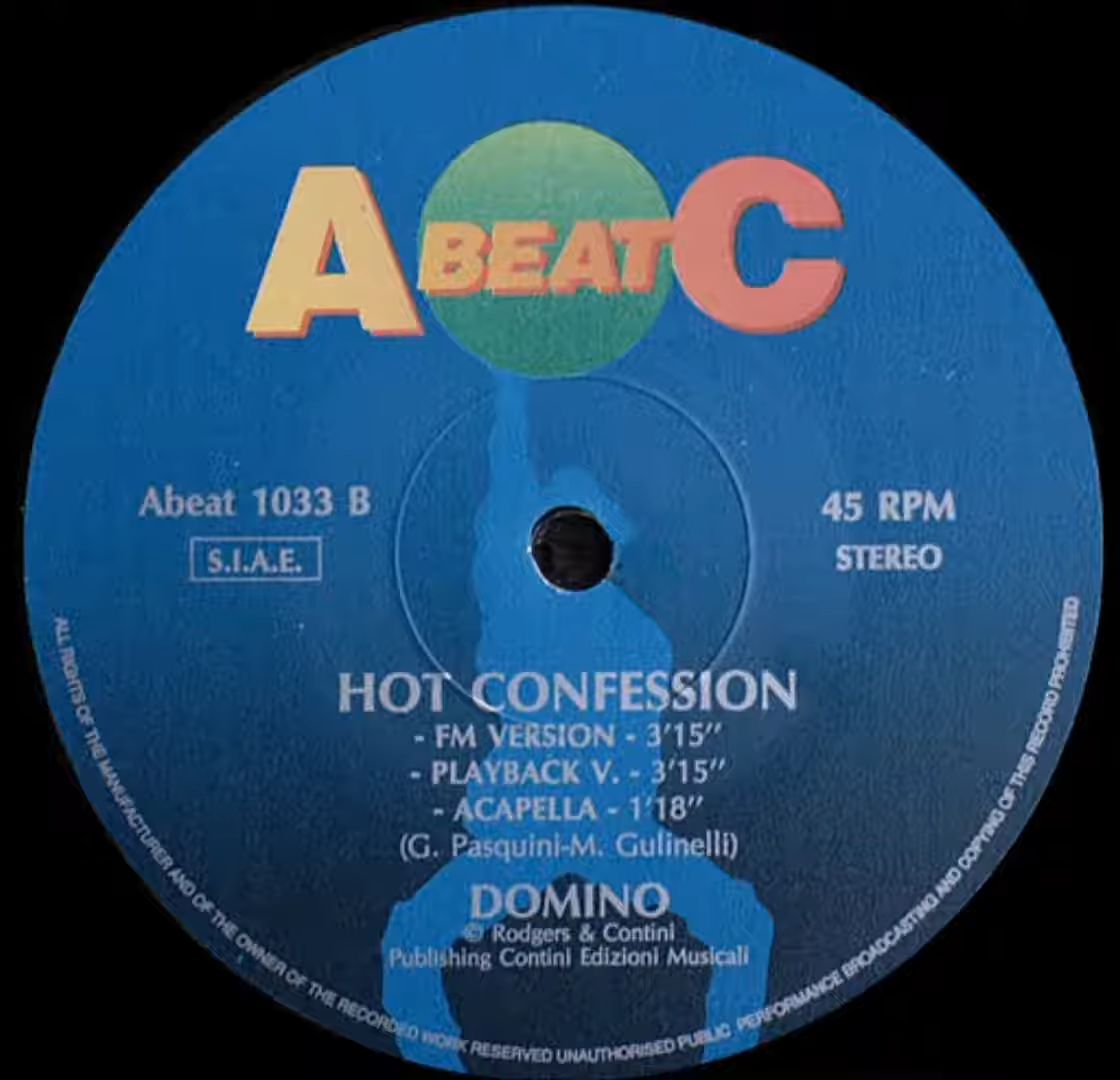 A BEAT C
Abeat 1033 B
S.I.A.E.
45 RPM
STEREO
HOT CONFESSION
- FM VERSION - 3'15"
- PLAYBACK V. - 3'15"
- ACAPELLA - 1'18"
(G. Pasquini-M. Gulinelli)
DOMINO
© Rodgers & Contini
Publishing Contini Edizioni Musicali
ALL RIGHTS OF THE MANUFACTURER AND OF THE OWNER OF THE RECORDED WORK RESERVED UNAUTHORISED PUBLIC PERFORMANCE BROADCASTING AND COPYING OF THIS RECORD PROHIBITED